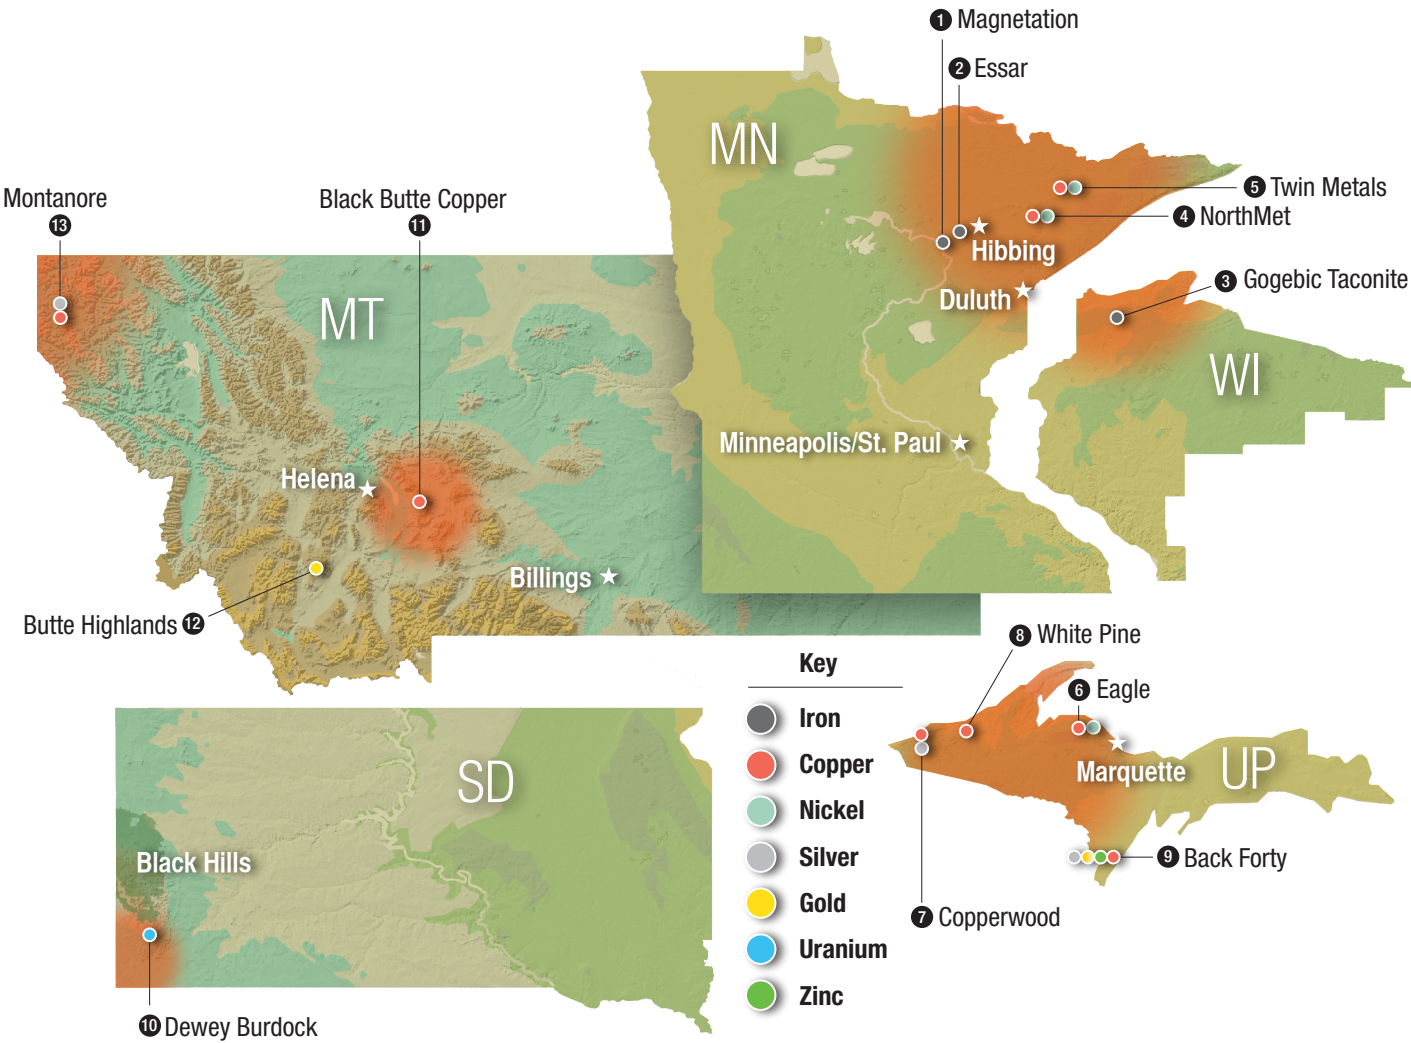 1 Magnetation
2 Essar
MN
5 Twin Metals
4 NorthMet
Hibbing
Duluth
3 Gogebic Taconite
WI
Minneapolis/St. Paul
Montanore
13
Black Butte Copper
11
MT
Helena
Billings
Butte Highlands 12
8 White Pine
6 Eagle
Marquette
UP
9 Back Forty
7 Copperwood
Key
Iron
Copper
Nickel
Silver
Gold
Uranium
Zinc
SD
Black Hills
10 Dewey Burdock